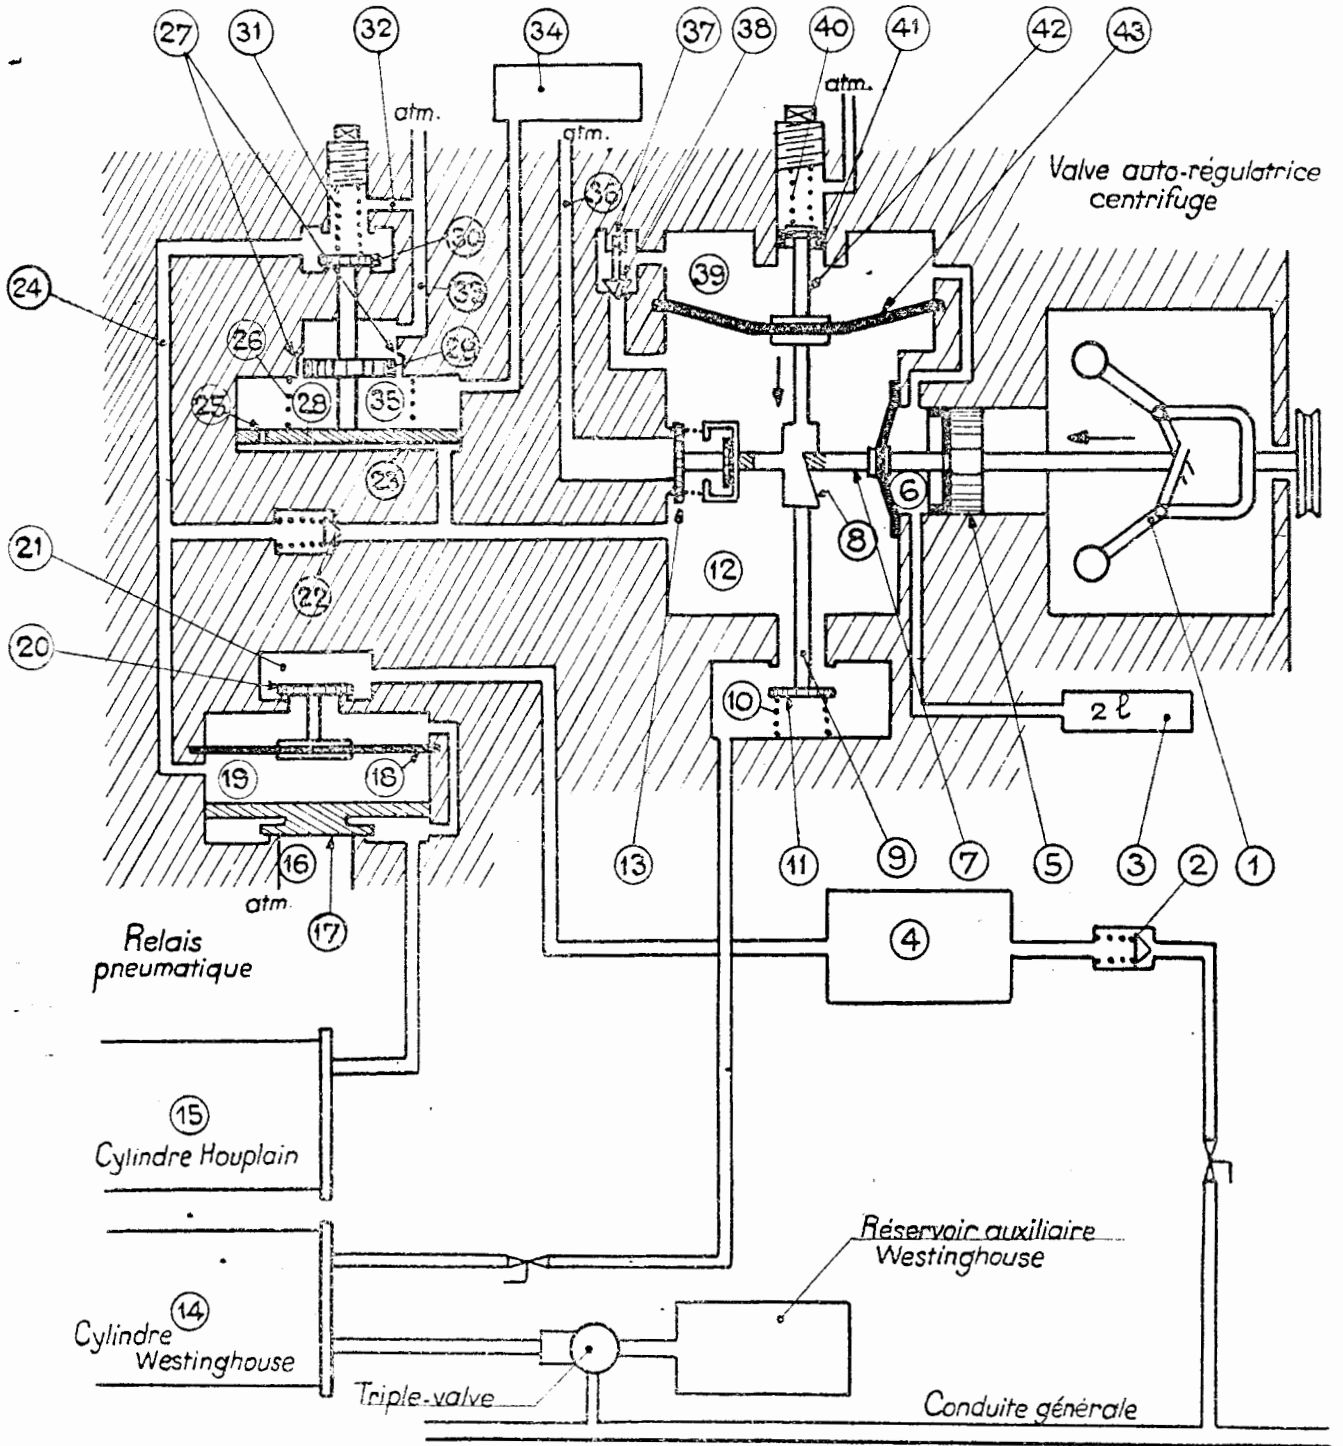 27
31
32
34
37
38
40
41
42
43
atm.
atm.
atm.
36
Valve auto-régulatrice
centrifuge
30
39
24
33
26
29
28
35
25
23
6
8
21
12
22
20
10
2 l
19
18
16
atm.
17
13
11
9
7
5
3
2
1
Relais
pneumatique
4
15
Cylindre Houplain
Réservoir auxiliaire
Westinghouse
14
Cylindre
Westinghouse
Triple-valve
Conduite générale